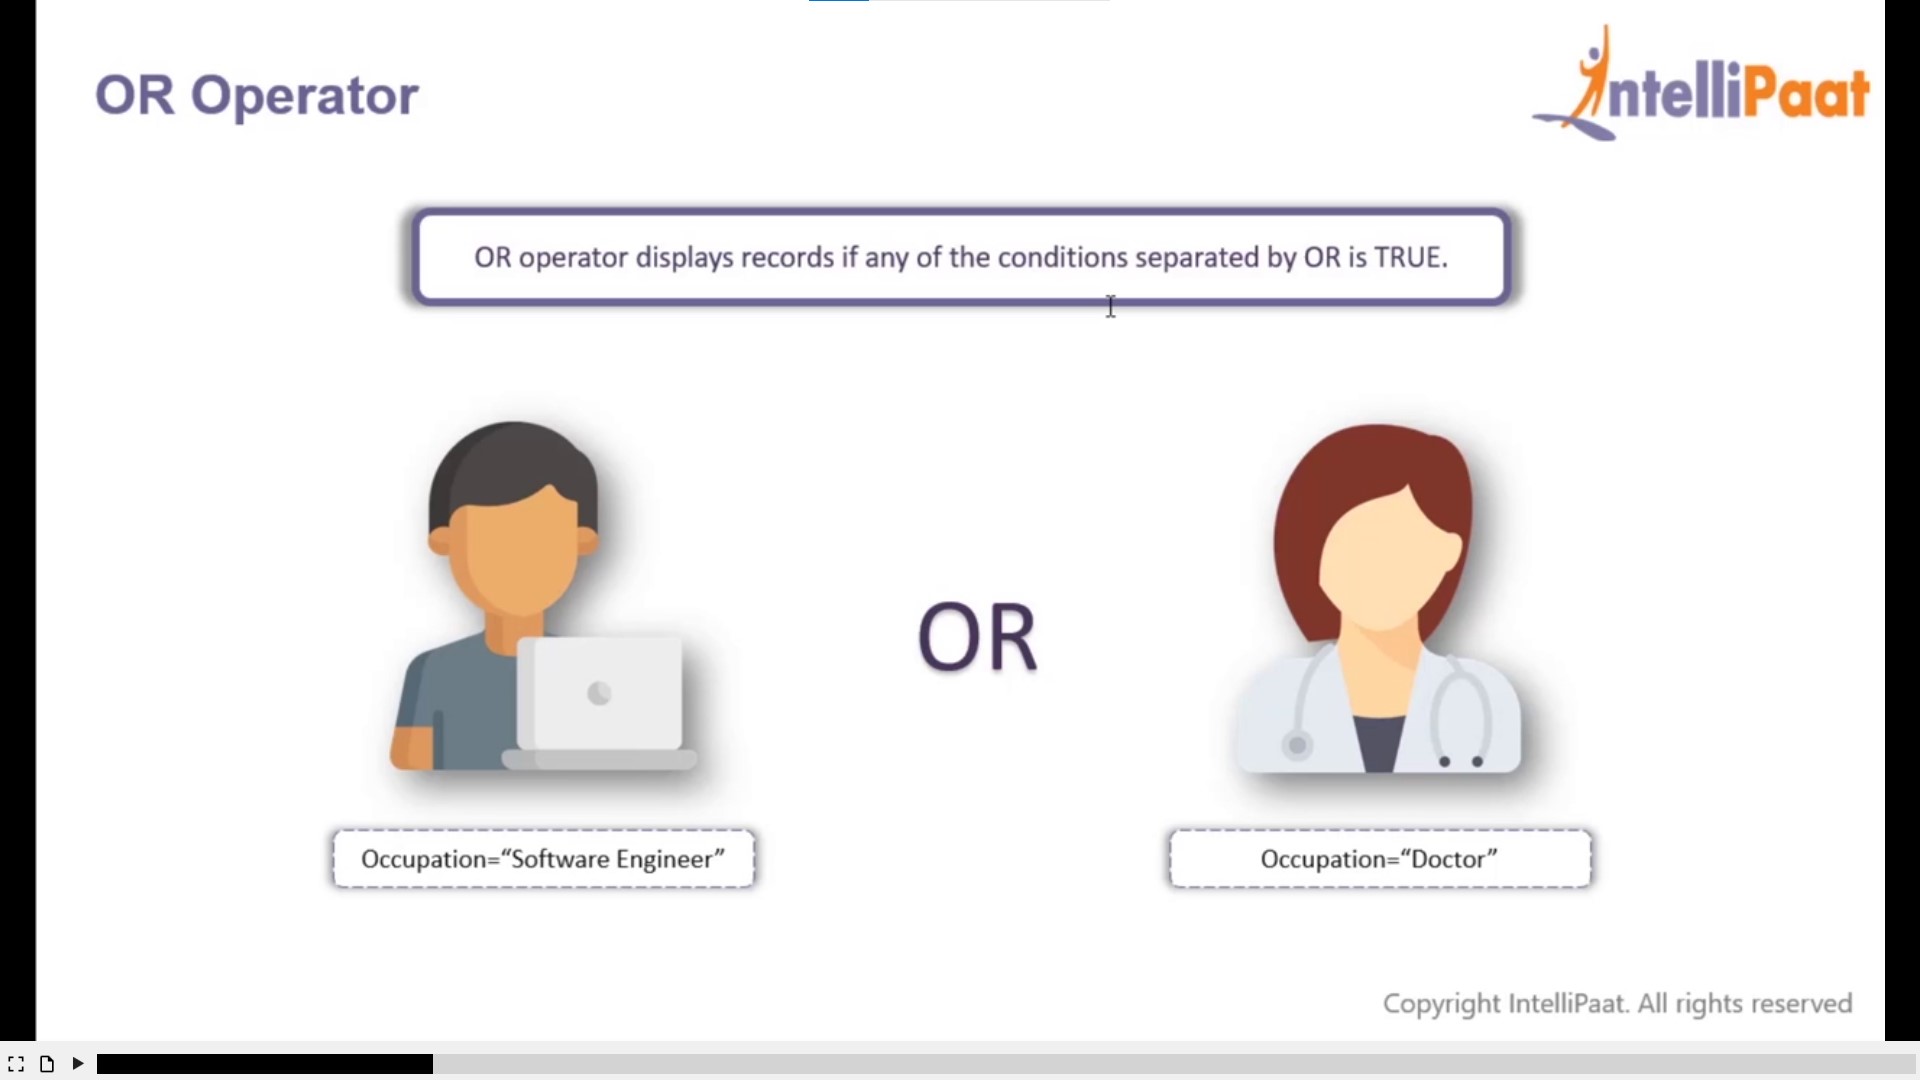 OR Operator
IntelliPaat
OR operator displays records if any of the conditions separated by OR is TRUE.
OR
Occupation=“Software Engineer”
Occupation=“Doctor”
Copyright IntelliPaat. All rights reserved